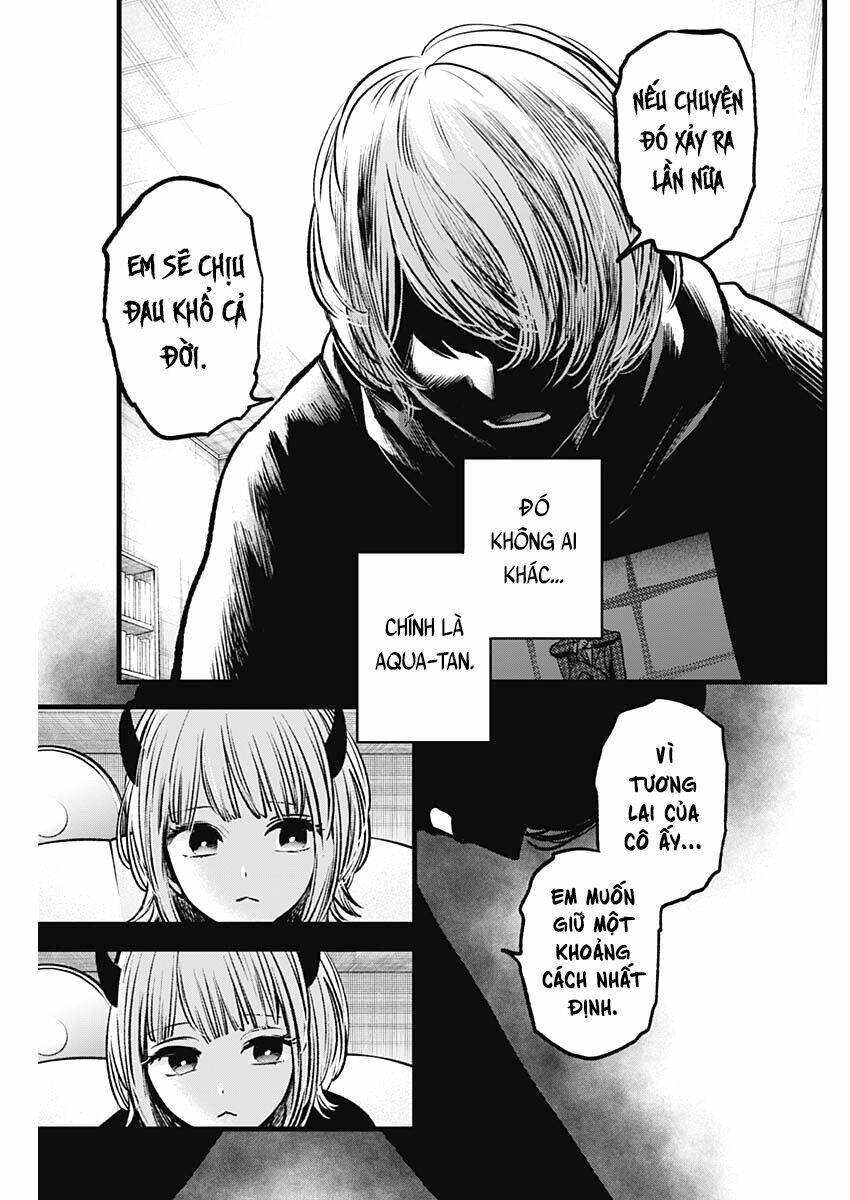 NẾU CHUYỆN
ĐÓ XẢY RA
LẦN NỮA
EM SẼ CHỊU
ĐAU KHỔ CẢ
ĐỜI.
ĐÓ
KHÔNG AI
KHÁC...
CHÍNH LÀ
AQUA-TAN.
VÌ
TƯƠNG
LAI CỦA
CÔ ẤY...
EM MUỐN
GIỮ MỘT
KHOẢNG
CÁCH NHẤT
ĐỊNH.